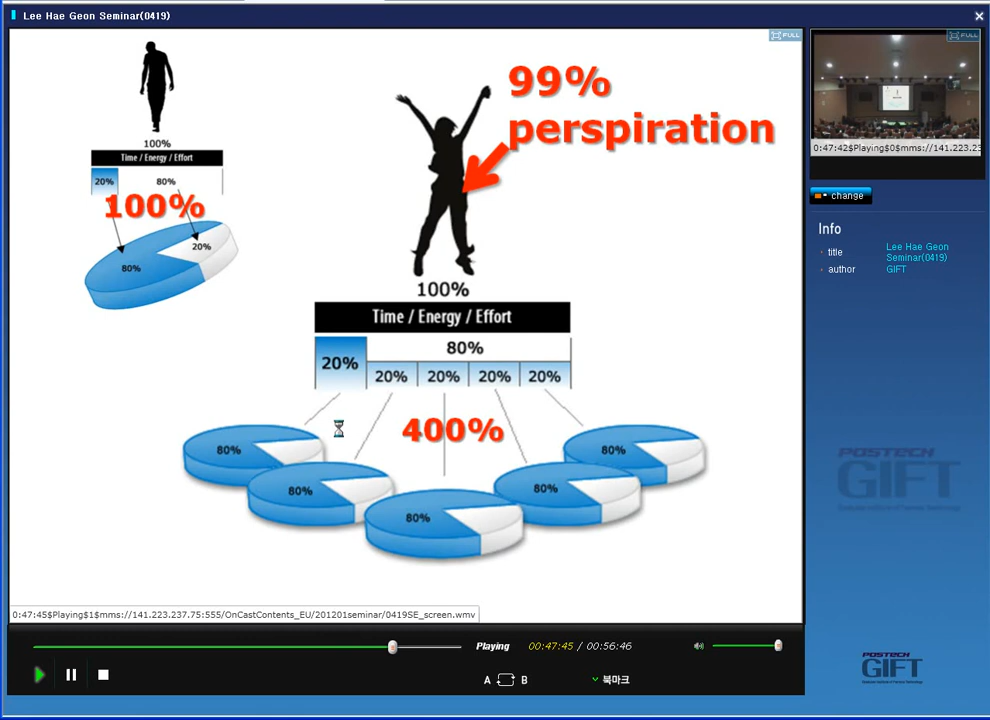 Lee Hae Geon Seminar(0419)
FULL
99%
perspiration
100%
Time / Energy / Effort
20%
80%
100%
80%
20%
100%
Time / Energy / Effort
20%
80%
20%
20%
20%
20%
400%
80%
80%
80%
80%
80%
0:47:45$Playing$1$mms://141.223.237.75:555/OnCastContents_EU/201201seminar/0419SE_screen.wmv
Playing
00:47:45 / 00:56:46
A B
북마크
FULL
0:47:42$Playing$0$mms://141.223.23
change
Info
title
Lee Hae Geon
Seminar(0419)
author
GIFT
POSTECH
GIFT
POSTECH
GIFT